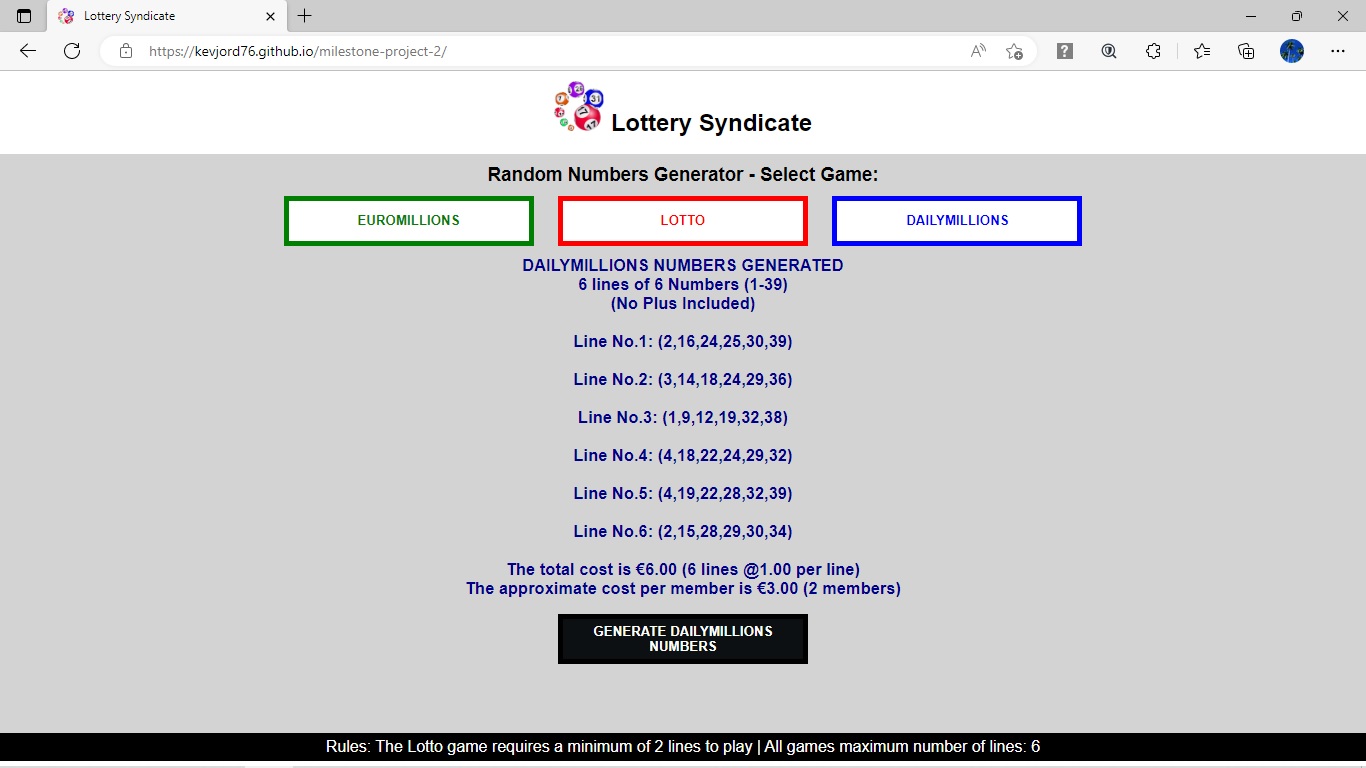 Lottery Syndicate
https://kevjord76.github.io/milestone-project-2/
Lottery Syndicate
Random Numbers Generator - Select Game:
EUROMILLIONS
LOTTO
DAILYMILLIONS
DAILYMILLIONS NUMBERS GENERATED
6 lines of 6 Numbers (1-39)
(No Plus Included)
Line No.1: (2,16,24,25,30,39)
Line No.2: (3,14,18,24,29,36)
Line No.3: (1,9,12,19,32,38)
Line No.4: (4,18,22,24,29,32)
Line No.5: (4,19,22,28,32,39)
Line No.6: (2,15,28,29,30,34)
The total cost is €6.00 (6 lines @1.00 per line)
The approximate cost per member is €3.00 (2 members)
GENERATE DAILYMILLIONS
NUMBERS
Rules: The Lotto game requires a minimum of 2 lines to play | All games maximum number of lines: 6